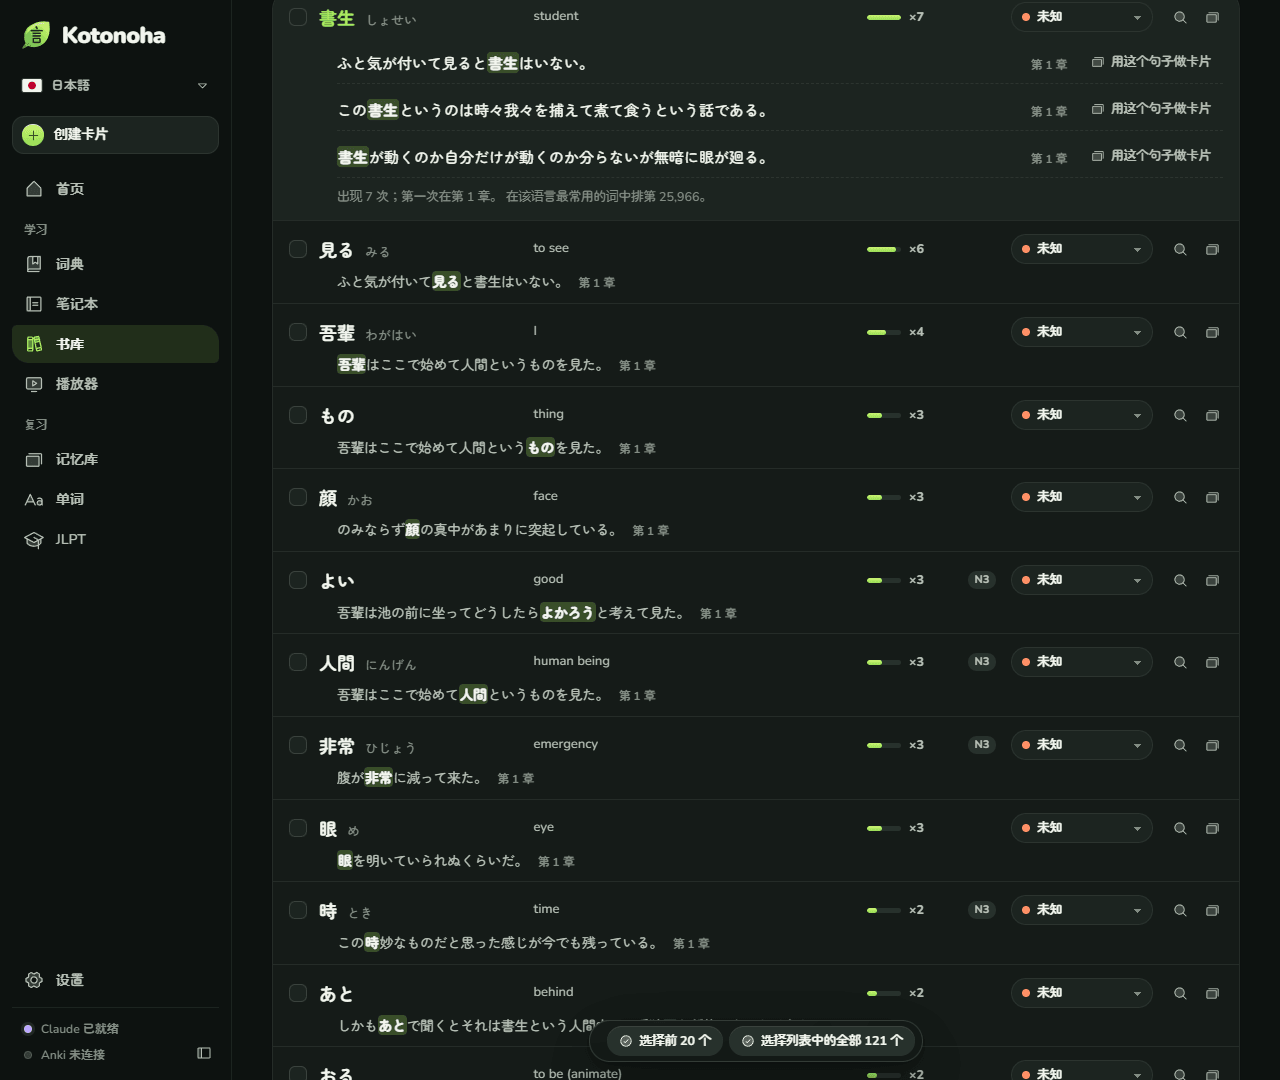 Kotonoha
日本語
创建卡片
首页
学习
词典
笔记本
书库
播放器
复习
记忆库
Aa 单词
JLPT
设置
Claude 已就绪
Anki 未连接
書生 しょせい student ×7 未知
ふと気が付いて見ると書生はいない。 第 1 章 用这个句子做卡片
この書生というのは時々我々を捕えて煮て食うという話である。 第 1 章 用这个句子做卡片
書生が動くのか自分だけが動くのか分らないが無暗に眼が廻る。 第 1 章 用这个句子做卡片
出现 7 次；第一次在第 1 章。 在该语言最常用的词中排第 25,966。
見る みる to see ×6 未知
ふと気が付いて見ると書生はいない。 第 1 章
吾輩 わがはい I ×4 未知
吾輩はここで始めて人間というものを見た。 第 1 章
もの thing ×3 未知
吾輩はここで始めて人間というものを見た。 第 1 章
顔 かお face ×3 未知
のみならず顔の真中があまりに突起している。 第 1 章
よい good ×3 N3 未知
吾輩は池の前に坐ってどうしたらよかろうと考えて見た。 第 1 章
人間 にんげん human being ×3 N3 未知
吾輩はここで始めて人間というものを見た。 第 1 章
非常 ひじょう emergency ×3 N3 未知
腹が非常に減って来た。 第 1 章
眼 め eye ×3 未知
眼を明いていられぬくらいだ。 第 1 章
時 とき time ×2 N3 未知
この時妙なものだと思った感じが今でも残っている。 第 1 章
あと behind ×2 未知
しかもあとで聞くとそれは書生という人間
选择前 20 个 选择列表中的全部 121 个
おる to be (animate) ×2 未知